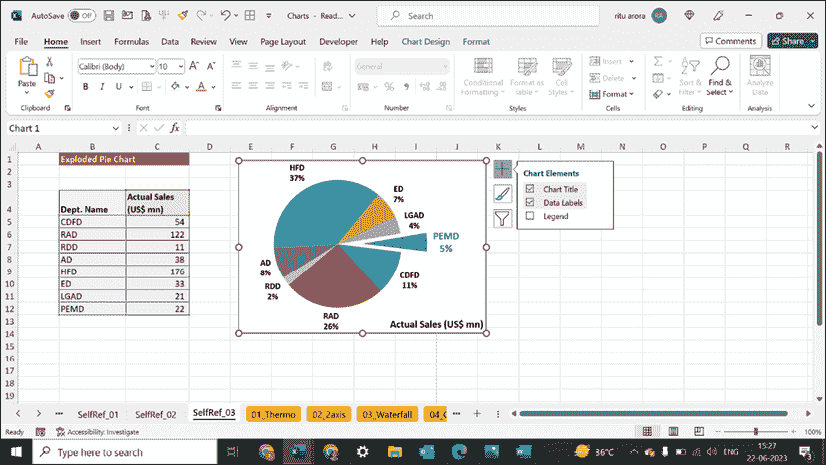 AutoSave Off Charts - Read... Search ritu arora RA
File Home Insert Formulas Data Review View Page Layout Developer Help Chart Design Format Comments Share
Calibri (Body) 10 A A General Insert
Paste B I U Conditional Formatting Format as Table Cell Styles Delete Sort & Filter Find & Select Analyze Data
Format
Clipboard Font Alignment Number Styles Cells Editing Analysis
Chart 1 fx
A B C D E F G H I J K L M N O P Q R
1 Exploded Pie Chart
2
3
4 Dept. Name Actual Sales (US$ mn)
5 CDFD 54
6 RAD 122
7 RDD 11
8 AD 38
9 HFD 176
10 ED 33
11 LGAD 21
12 PEMD 22
13
14
15
16
17
18
19
HFD
37%
ED
7%
LGAD
4%
PEMD
5%
CDFD
11%
AD
8%
RDD
2%
RAD
26%
Actual Sales (US$ mn)
Chart Elements
Chart Title
Data Labels
Legend
... SelfRef_01 SelfRef_02 SelfRef_03 01_Thermo 02_2axis 03_Waterfall ... +
Ready Accessibility: Investigate 100%
Type here to search 36°C ENG 15:27
22-06-2023